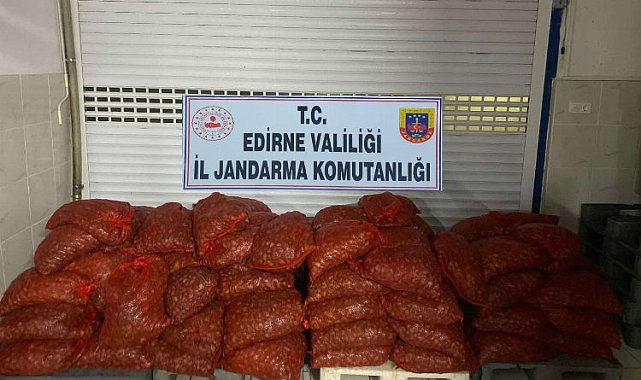 T.C.
EDİRNE VALİLİĞİ
İL JANDARMA KOMUTANLIĞI